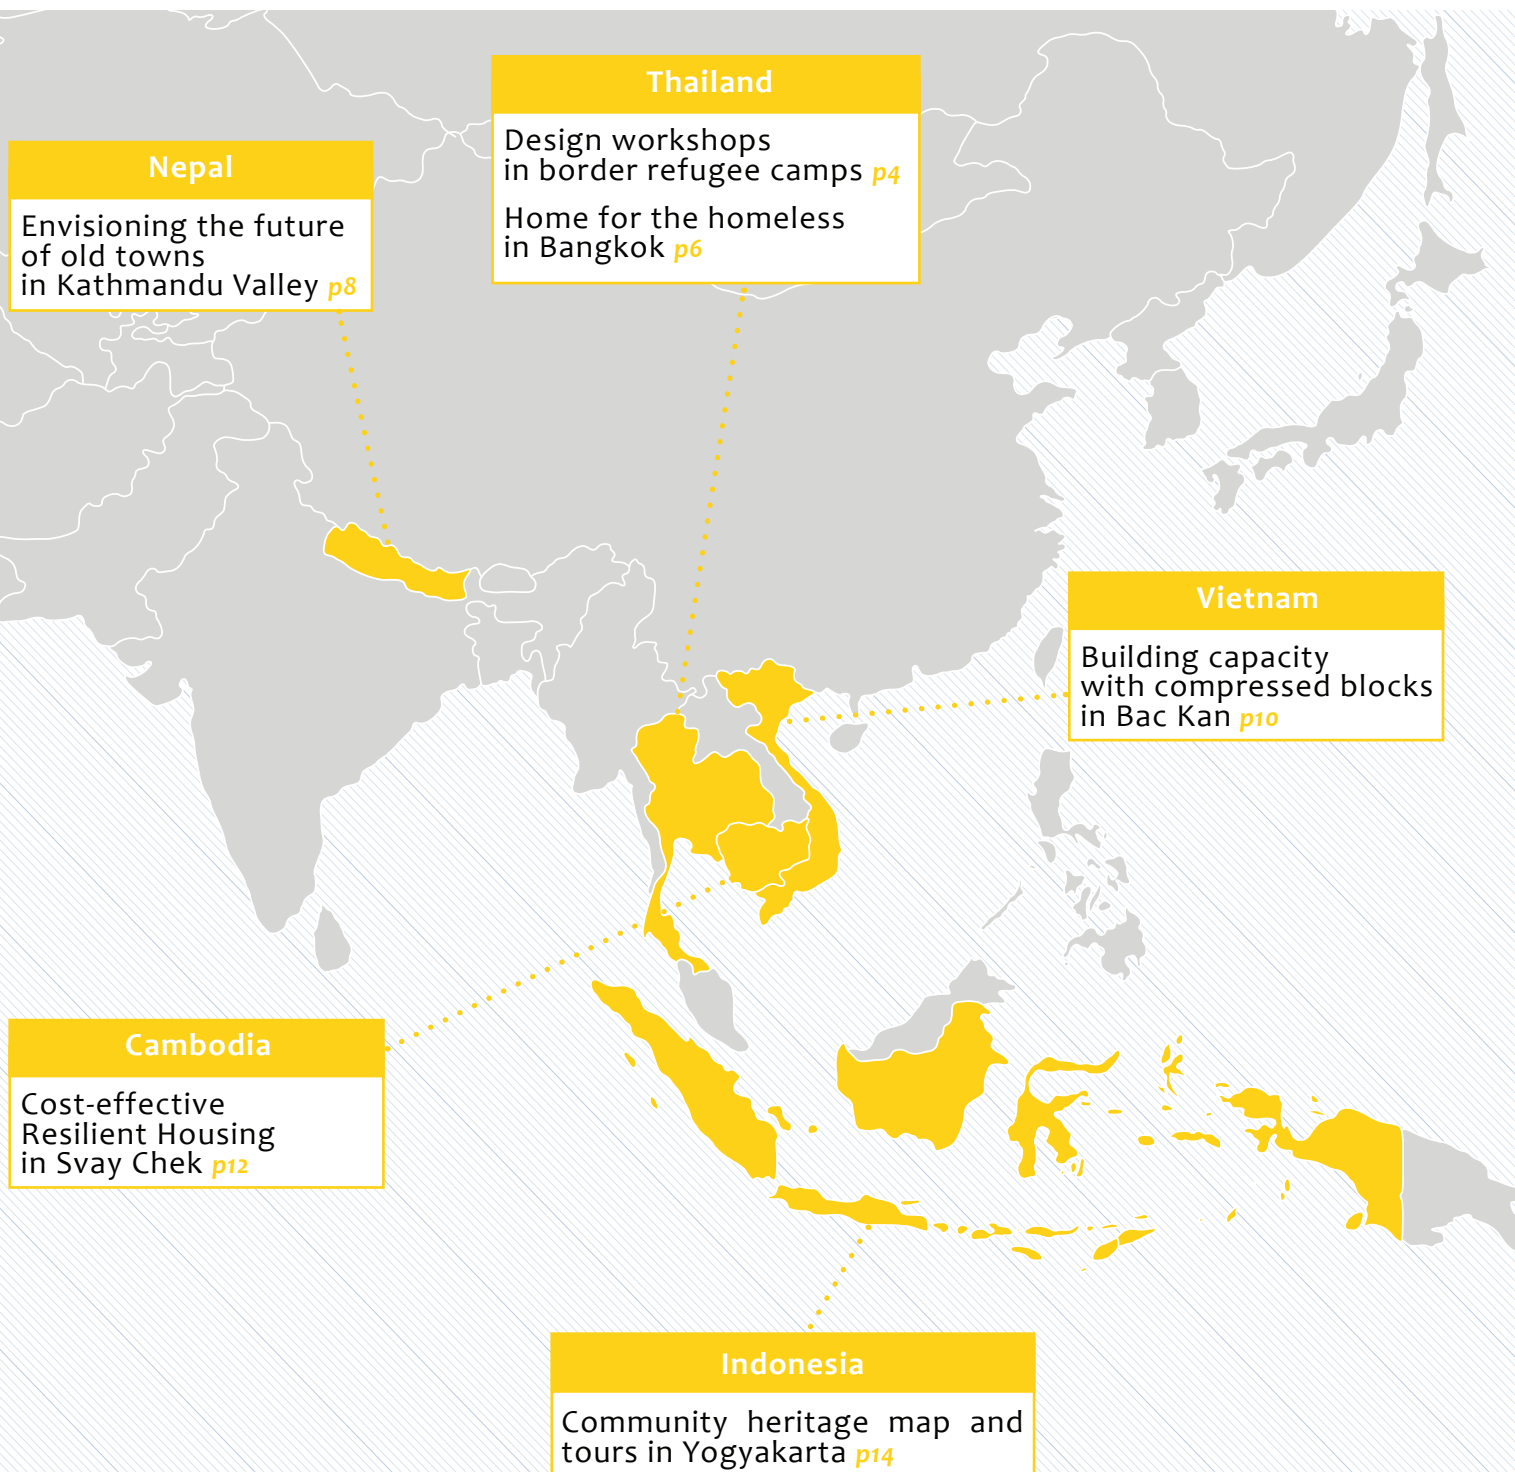 Thailand
Design workshops
in border refugee camps p4
Home for the homeless
in Bangkok p6
Nepal
Envisioning the future
of old towns
in Kathmandu Valley p8
Vietnam
Building capacity
with compressed blocks
in Bac Kan p10
Cambodia
Cost-effective
Resilient Housing
in Svay Chek p12
Indonesia
Community heritage map and
tours in Yogyakarta p14